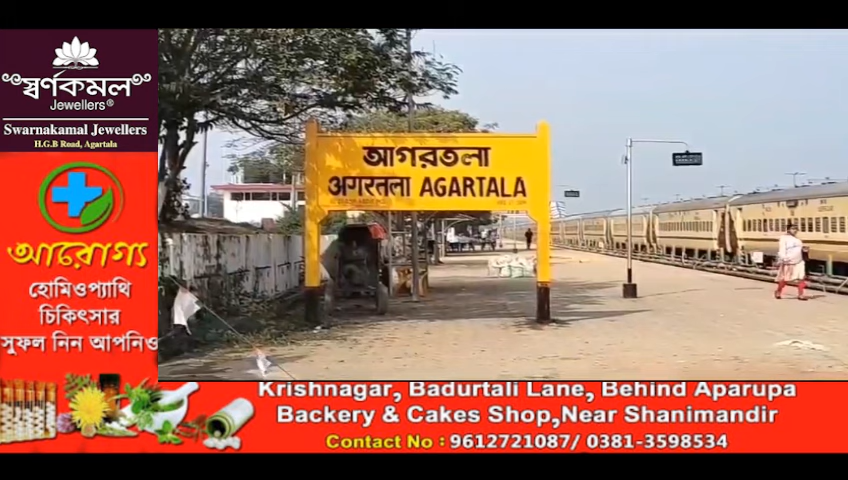 স্বর্ণকমল
Jewellers®
Swarnakamal Jewellers
H.G.B Road, Agartala
আরোগ্য
হোমিওপ্যাথি
চিকিৎসার
সুফল নিন আপনিও
আগরতলা
अगरतला AGARTALA
Krishnagar, Badurtali Lane, Behind Aparupa
Backery & Cakes Shop,Near Shanimandir
Contact No : 9612721087/ 0381-3598534